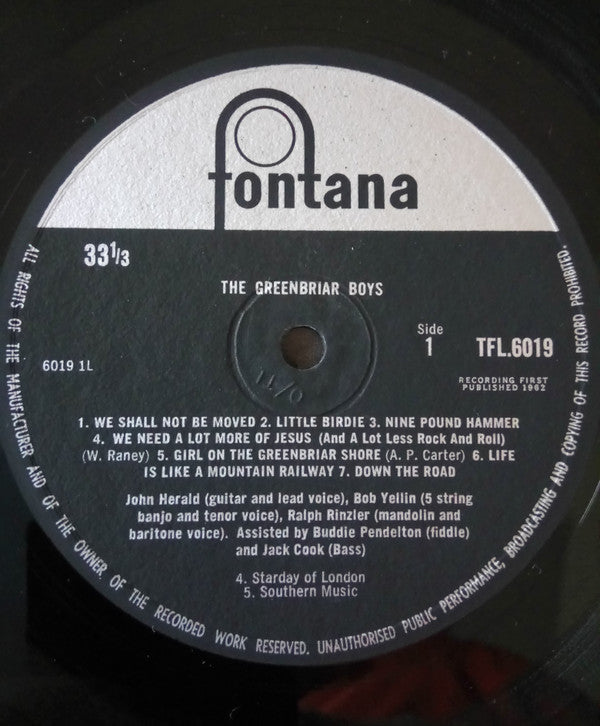 fontana
33 1/3
THE GREENBRIAR BOYS
Side
1
TFL.6019
6019 1L
RECORDING FIRST
PUBLISHED 1962
1. WE SHALL NOT BE MOVED 2. LITTLE BIRDIE 3. NINE POUND HAMMER
4. WE NEED A LOT MORE OF JESUS (And A Lot Less Rock And Roll)
(W. Raney) 5. GIRL ON THE GREENBRIAR SHORE (A. P. Carter) 6. LIFE
IS LIKE A MOUNTAIN RAILWAY 7. DOWN THE ROAD
John Herald (guitar and lead voice), Bob Yellin (5 string
banjo and tenor voice), Ralph Rinzler (mandolin and
baritone voice). Assisted by Buddie Pendelton (fiddle)
and Jack Cook (Bass)
4. Starday of London
5. Southern Music
ALL RIGHTS OF THE MANUFACTURER AND OF THE OWNER OF THE RECORDED WORK RESERVED. UNAUTHORISED PUBLIC PERFORMANCE, BROADCASTING AND COPYING OF THIS RECORD PROHIBITED.